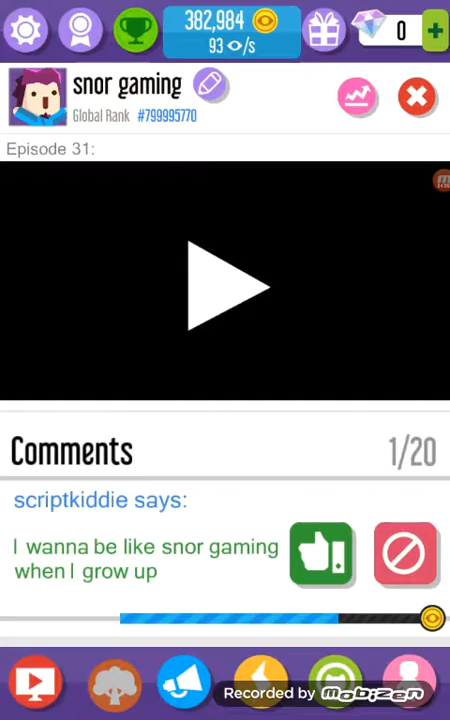 382,984
93 /s
0
snor gaming
Global Rank #799995770
Episode 31:
Comments 1/20
scriptkiddie says:
I wanna be like snor gaming
when I grow up
Recorded by Mobizen